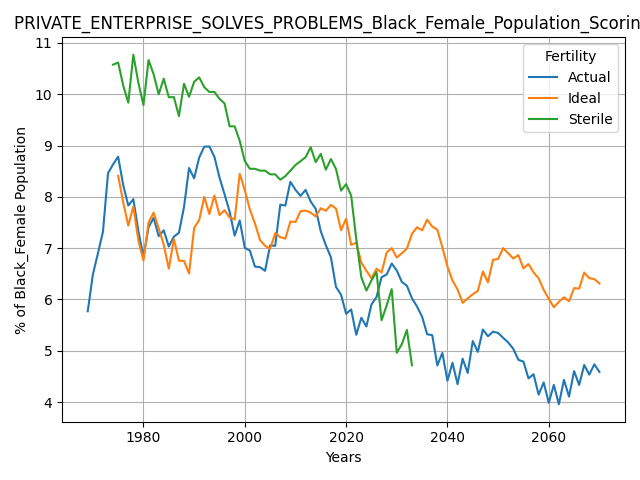 PRIVATE_ENTERPRISE_SOLVES_PROBLEMS_Black_Female_Population_Scorin
Fertility
Actual
Ideal
Sterile
% of Black_Female Population
11
10
9
8
7
6
5
4
1980 2000 2020 2040 2060
Years